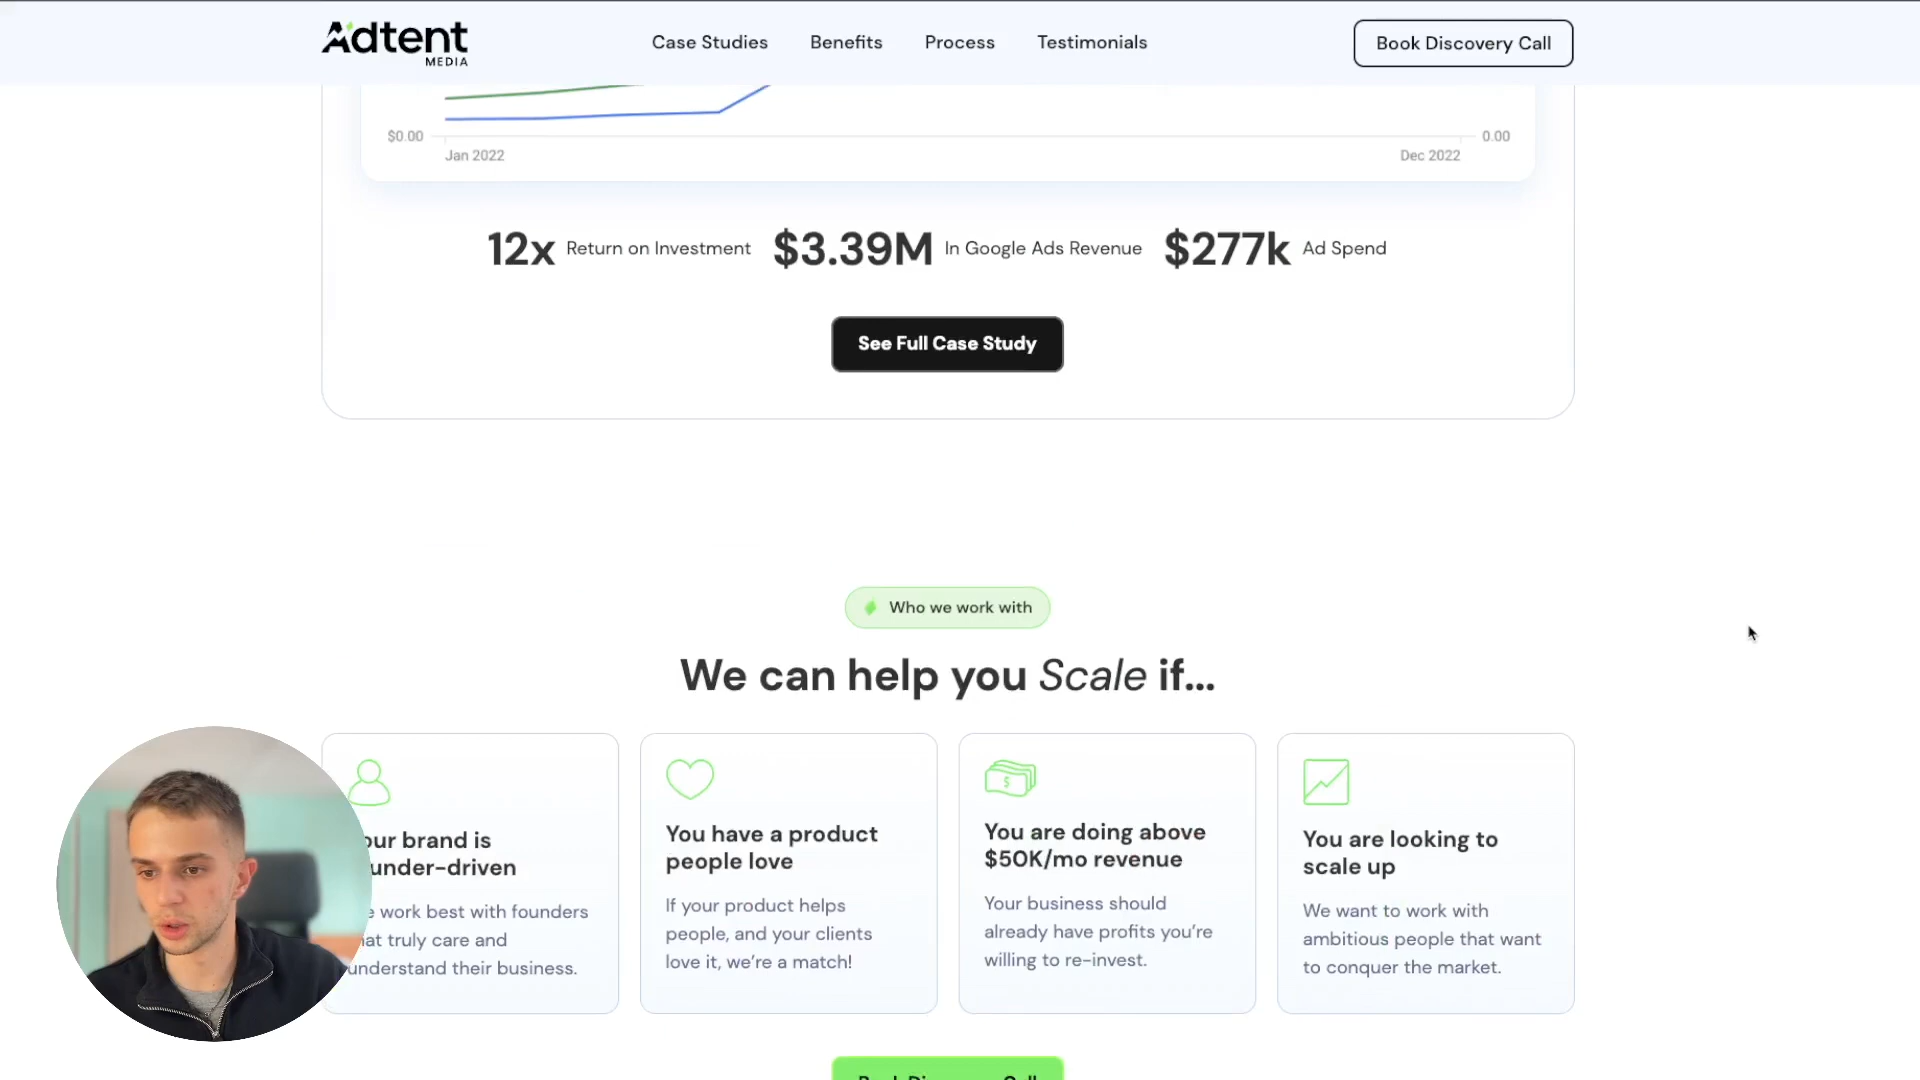 Adtent
MEDIA
Case Studies
Benefits
Process
Testimonials
Book Discovery Call
$0.00
0.00
Jan 2022
Dec 2022
12x Return on Investment
$3.39M In Google Ads Revenue
$277k Ad Spend
See Full Case Study
Who we work with
We can help you Scale if...
our brand is
under-driven
work best with founders
truly care and
understand their business.
You have a product
people love
If your product helps
people, and your clients
love it, we're a match!
You are doing above
$50K/mo revenue
Your business should
already have profits you're
willing to re-invest.
You are looking to
scale up
We want to work with
ambitious people that want
to conquer the market.